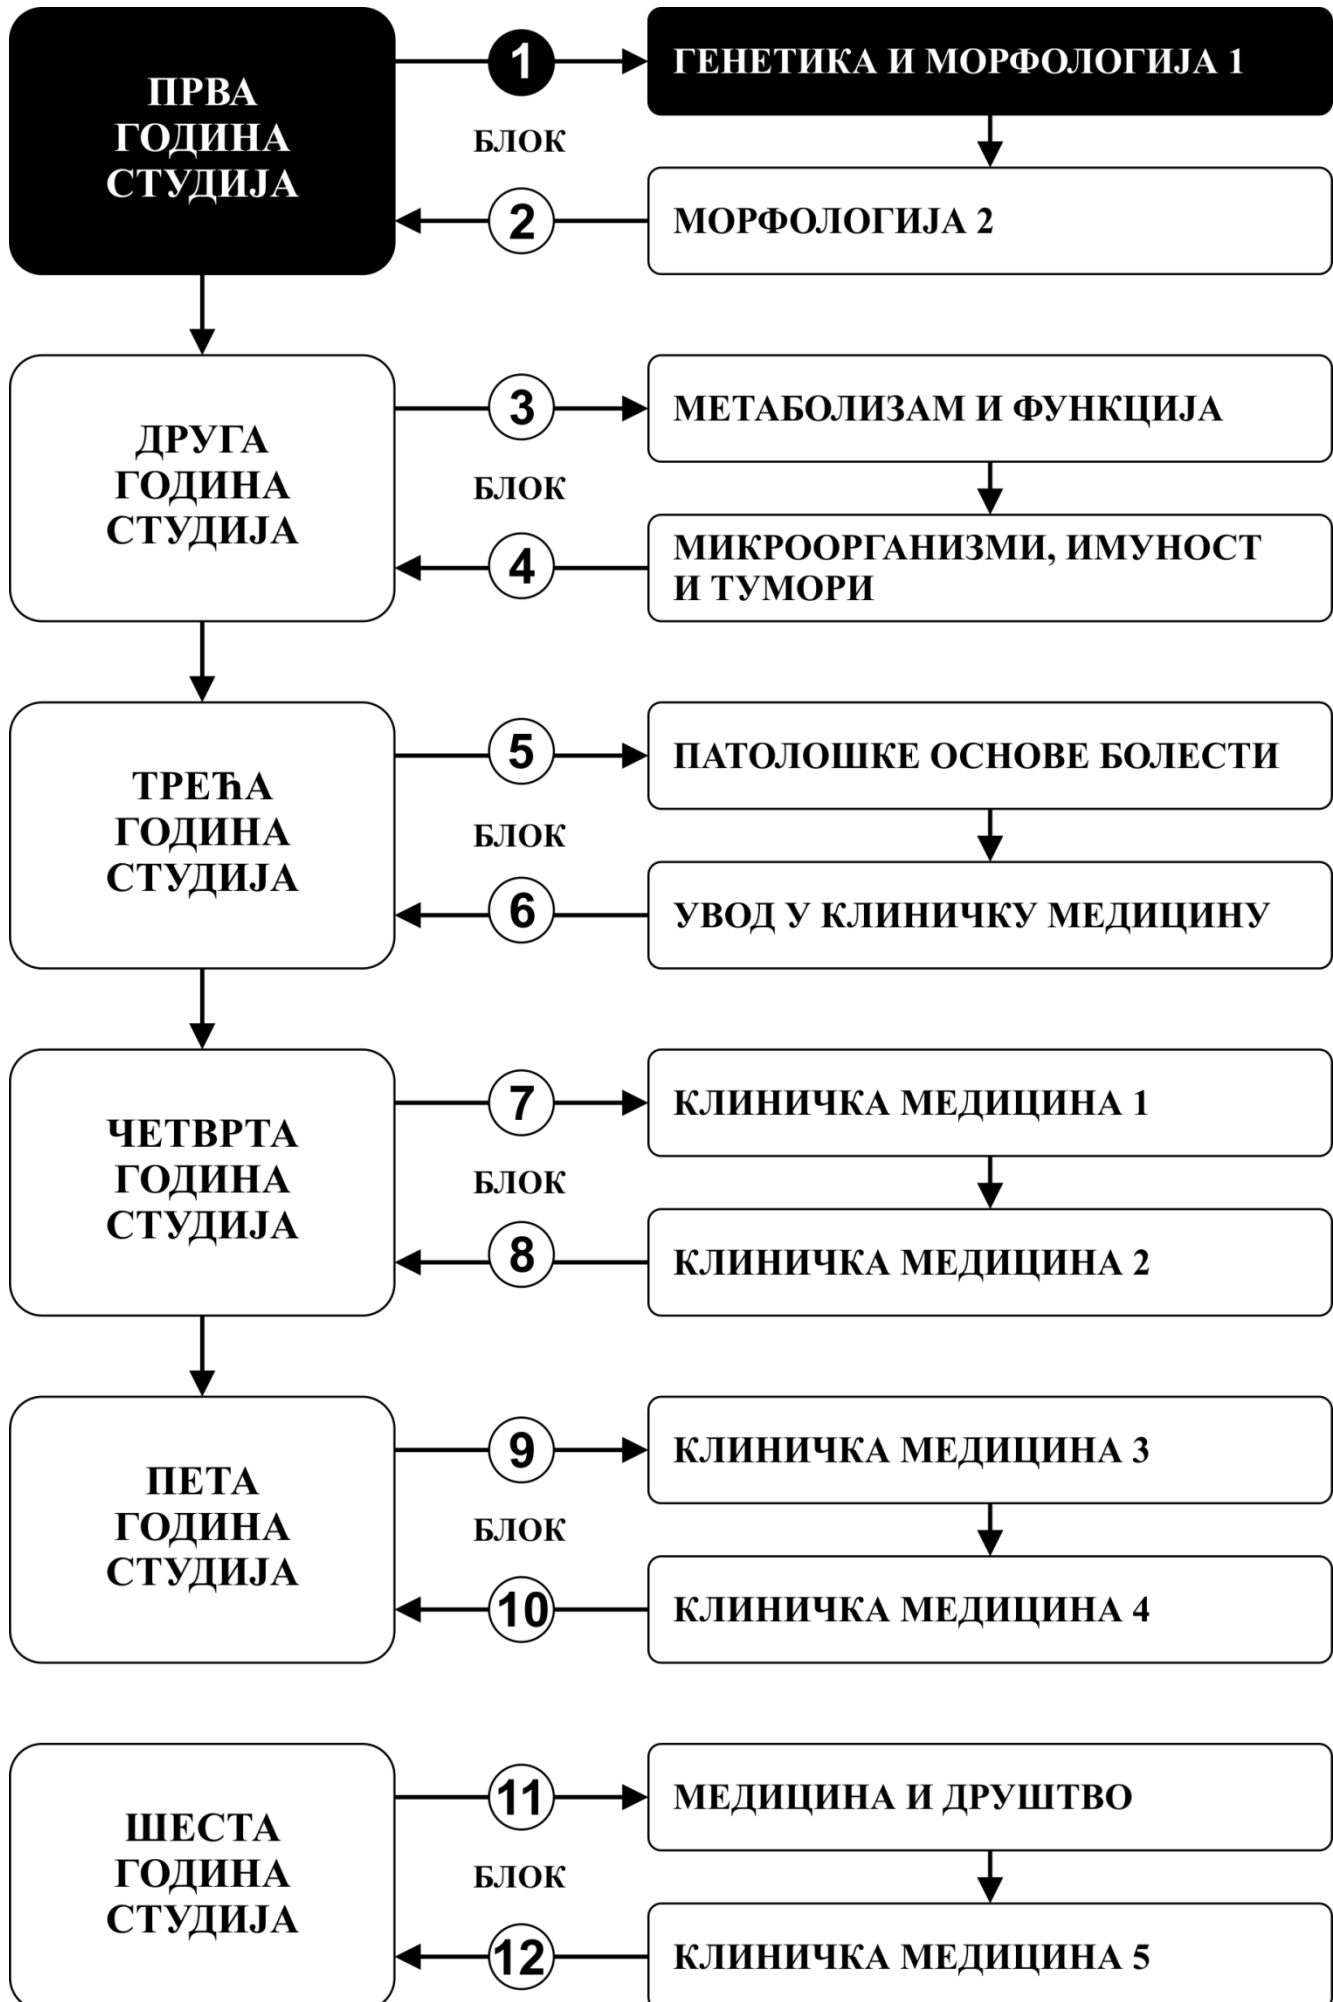 ПРВА
ГОДИНА
СТУДИЈА
1
ГЕНЕТИКА И МОРФОЛОГИЈА 1
БЛОК
2
МОРФОЛОГИЈА 2
ДРУГА
ГОДИНА
СТУДИЈА
3
МЕТАБОЛИЗАМ И ФУНКЦИЈА
БЛОК
4
МИКРООРГАНИЗМИ, ИМУНОСТ
И ТУМОРИ
ТРЕЋА
ГОДИНА
СТУДИЈА
5
ПАТОЛОШКЕ ОСНОВЕ БОЛЕСТИ
БЛОК
6
УВОД У КЛИНИЧКУ МЕДИЦИНУ
ЧЕТВРТА
ГОДИНА
СТУДИЈА
7
КЛИНИЧКА МЕДИЦИНА 1
БЛОК
8
КЛИНИЧКА МЕДИЦИНА 2
ПЕТА
ГОДИНА
СТУДИЈА
9
КЛИНИЧКА МЕДИЦИНА 3
БЛОК
10
КЛИНИЧКА МЕДИЦИНА 4
ШЕСТА
ГОДИНА
СТУДИЈА
11
МЕДИЦИНА И ДРУШТВО
БЛОК
12
КЛИНИЧКА МЕДИЦИНА 5